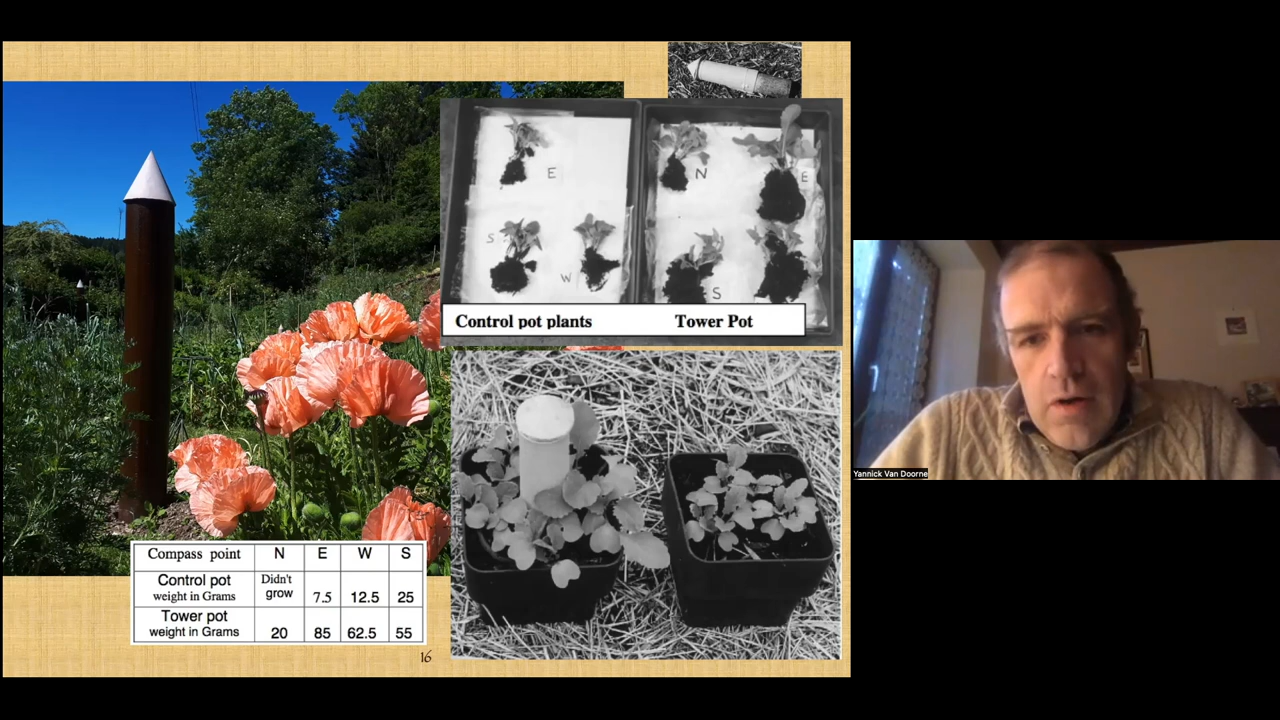 E
N
E
S
W
S
Control pot plants
Tower Pot
Compass point
N
E
W
S
Control pot
weight in Grams
Didn't
grow
7.5
12.5
25
Tower pot
weight in Grams
20
85
62.5
55
16
Yannick Van Doorne